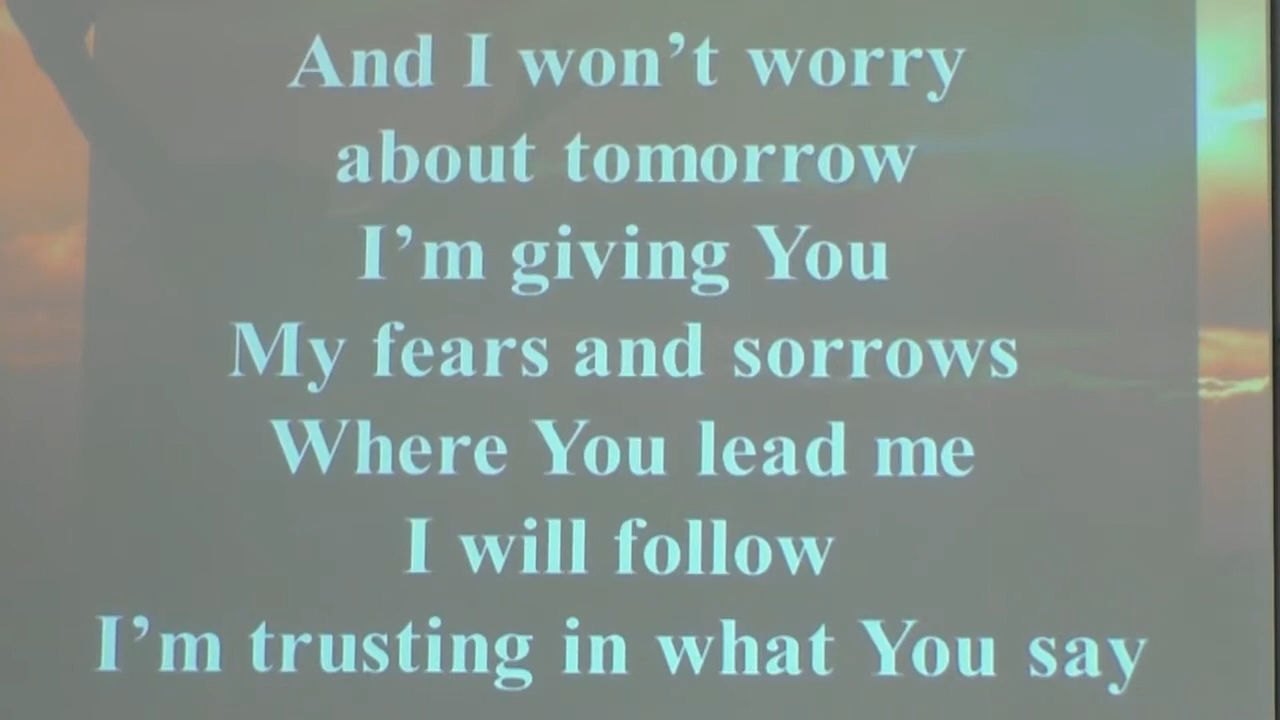 And I won’t worry
about tomorrow
I’m giving You
My fears and sorrows
Where You lead me
I will follow
I’m trusting in what You say